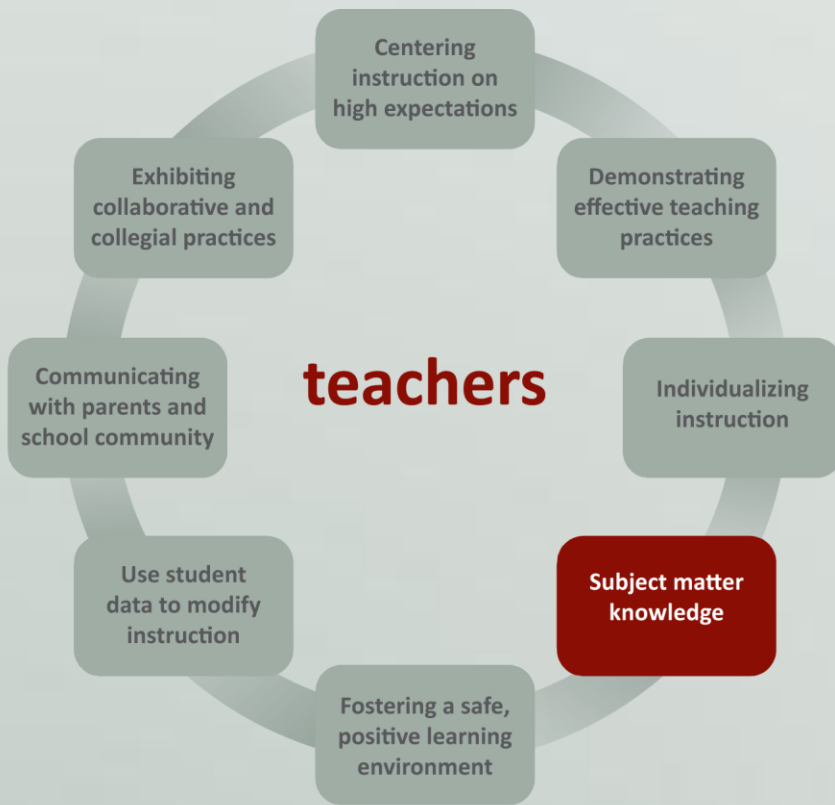 Centering
instruction on
high expectations
Demonstrating
effective teaching
practices
Individualizing
instruction
Subject matter
knowledge
Fostering a safe,
positive learning
environment
Use student
data to modify
instruction
Communicating
with parents and
school community
Exhibiting
collaborative and
collegial practices
teachers